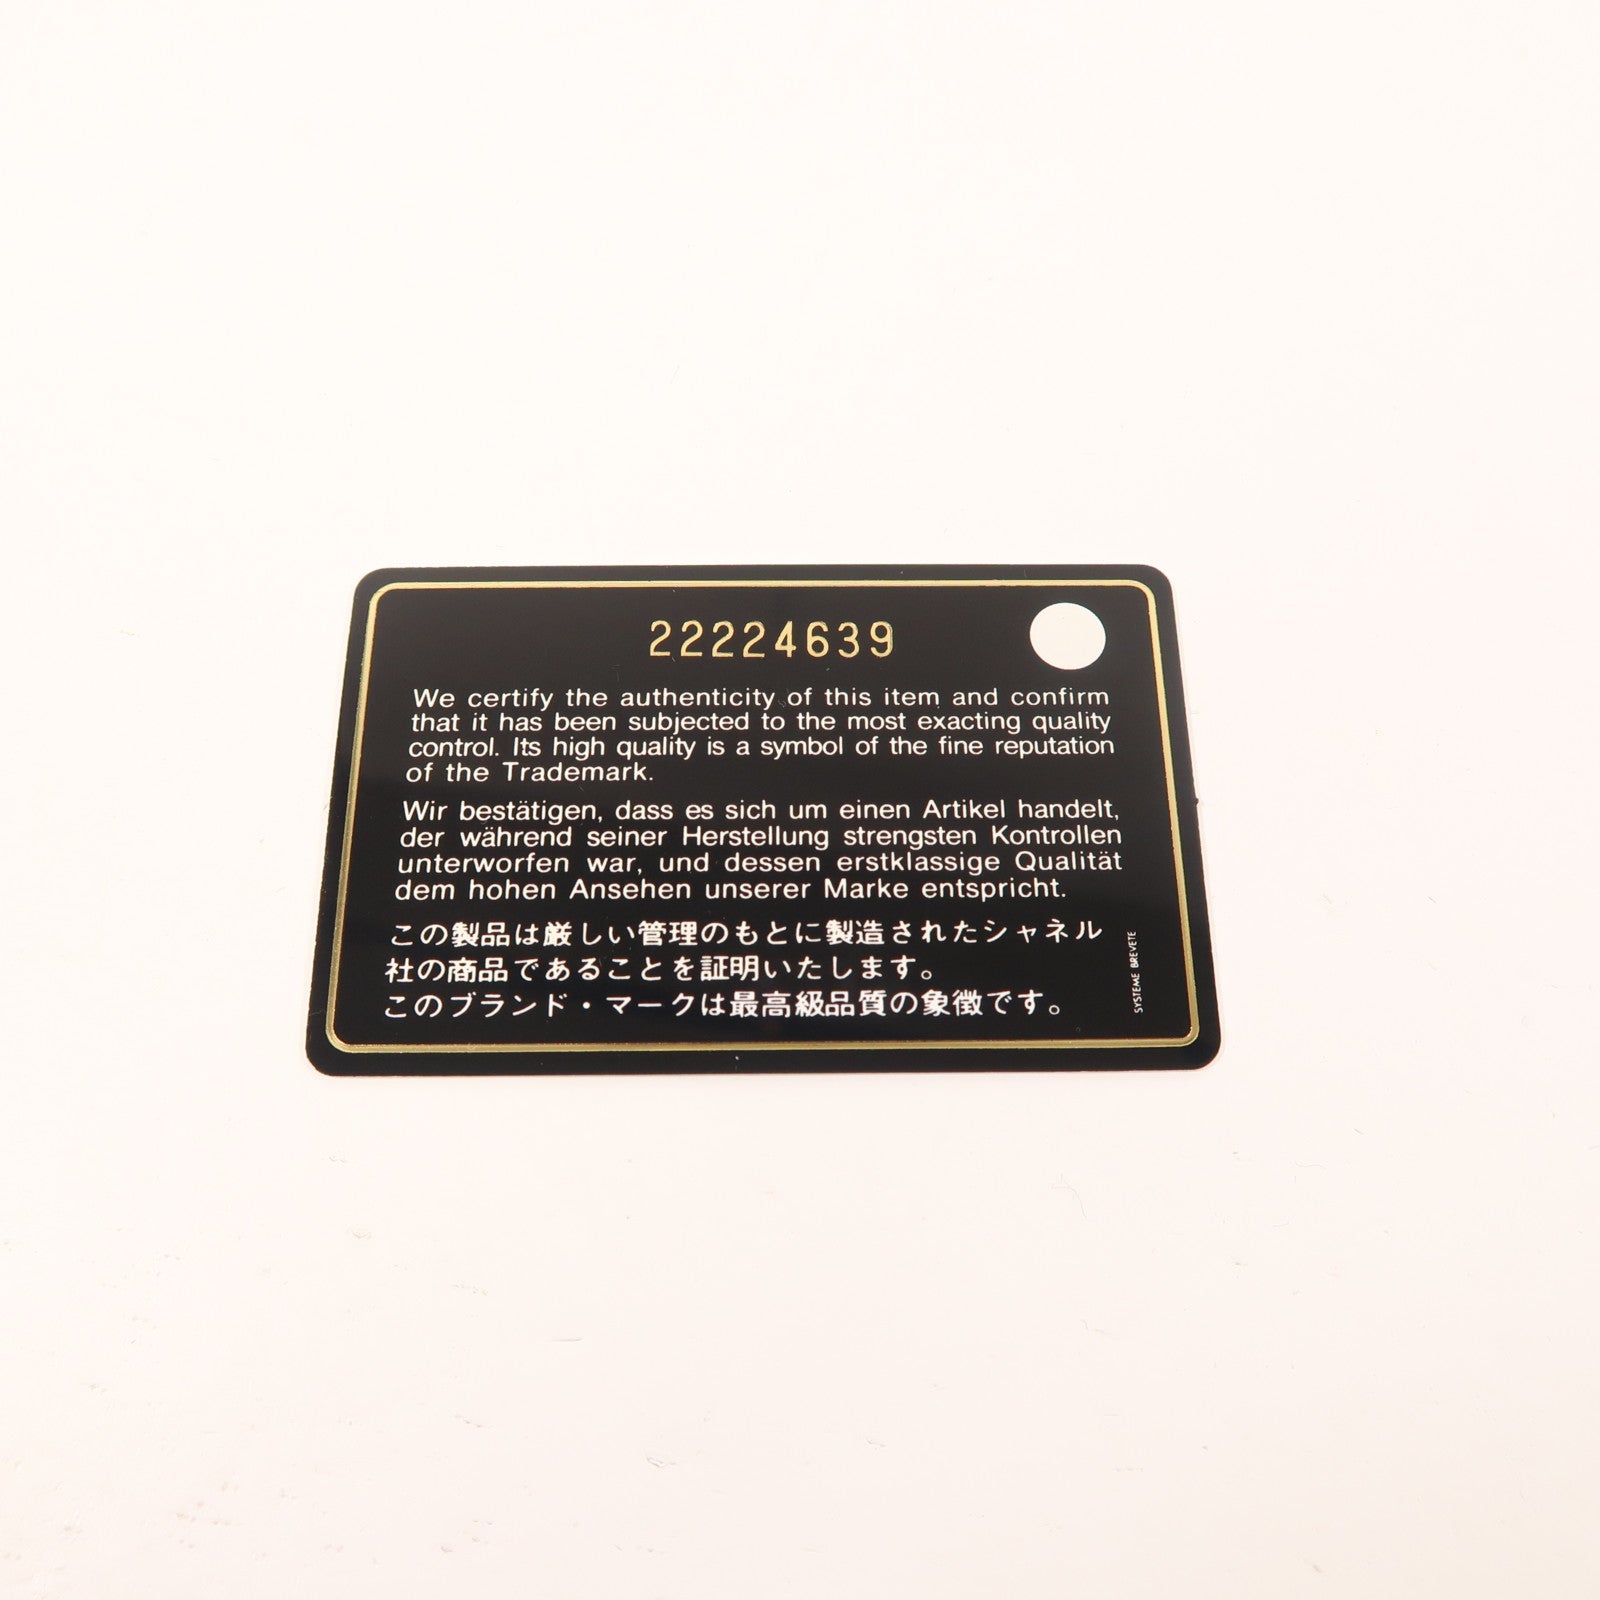 22224639
We certify the authenticity of this item and confirm
that it has been subjected to the most exacting quality
control. Its high quality is a symbol of the fine reputation
of the Trademark.
Wir bestätigen, dass es sich um einen Artikel handelt,
der während seiner Herstellung strengsten Kontrollen
unterworfen war, und dessen erstklassige Qualität
dem hohen Ansehen unserer Marke entspricht.
この製品は厳しい管理のもとに製造されたシャネル
社の商品であることを証明いたします。
このブランド・マークは最高級品質の象徴です。
SYSTEME BREVETE